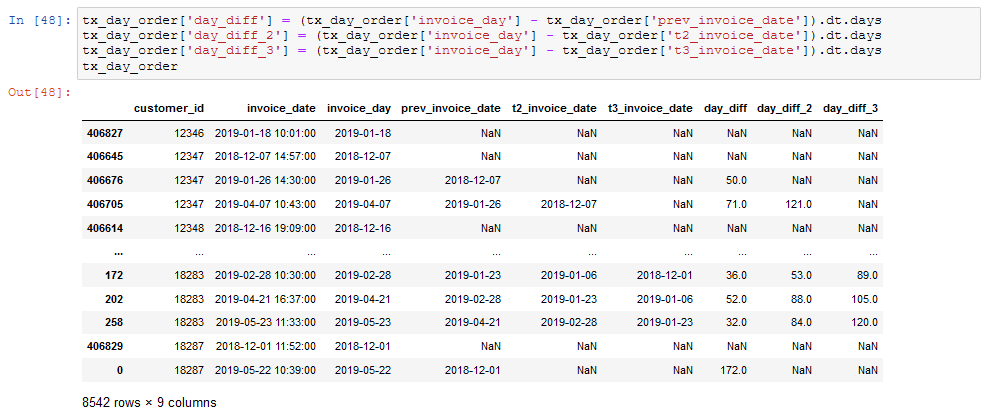 In [48]: tx_day_order['day_diff'] = (tx_day_order['invoice_day'] - tx_day_order['prev_invoice_date']).dt.days
tx_day_order['day_diff_2'] = (tx_day_order['invoice_day'] - tx_day_order['t2_invoice_date']).dt.days
tx_day_order['day_diff_3'] = (tx_day_order['invoice_day'] - tx_day_order['t3_invoice_date']).dt.days
tx_day_order
Out[48]:
customer_id invoice_date invoice_day prev_invoice_date t2_invoice_date t3_invoice_date day_diff day_diff_2 day_diff_3
406827 12346 2019-01-18 10:01:00 2019-01-18 NaN NaN NaN NaN NaN NaN
406645 12347 2018-12-07 14:57:00 2018-12-07 NaN NaN NaN NaN NaN NaN
406676 12347 2019-01-26 14:30:00 2019-01-26 2018-12-07 NaN NaN 50.0 NaN NaN
406705 12347 2019-04-07 10:43:00 2019-04-07 2019-01-26 2018-12-07 NaN 71.0 121.0 NaN
406614 12348 2018-12-16 19:09:00 2018-12-16 NaN NaN NaN NaN NaN NaN
... ... ... ... ... ... ... ... ... ...
172 18283 2019-02-28 10:30:00 2019-02-28 2019-01-23 2019-01-06 2018-12-01 36.0 53.0 89.0
202 18283 2019-04-21 16:37:00 2019-04-21 2019-02-28 2019-01-23 2019-01-06 52.0 88.0 105.0
258 18283 2019-05-23 11:33:00 2019-05-23 2019-04-21 2019-02-28 2019-01-23 32.0 84.0 120.0
406829 18287 2018-12-01 11:52:00 2018-12-01 NaN NaN NaN NaN NaN NaN
0 18287 2019-05-22 10:39:00 2019-05-22 2018-12-01 NaN NaN 172.0 NaN NaN
8542 rows × 9 columns